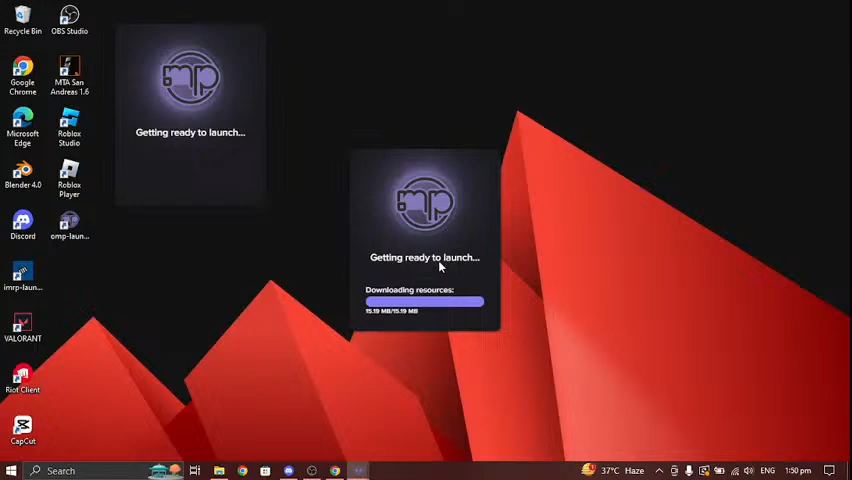 Recycle Bin
OBS Studio
Google
Chrome
MTA San
Andreas 1.6
Microsoft
Edge
Roblox
Studio
Blender 4.0
Roblox
Player
Discord
omp-laun...
imrp-laun...
VALORANT
Riot Client
CapCut
mp
Getting ready to launch...
mp
Getting ready to launch...
Downloading resources:
15.19 MB/15.19 MB
Search
37°C Haze
ENG
1:50 pm